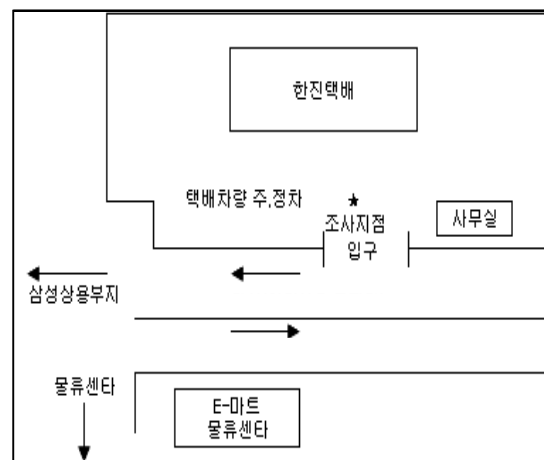 한진택배
택배차량 주,정차
★
조사지점
입구
사무실
삼성상용부지
물류센타
E-마트
물류센타